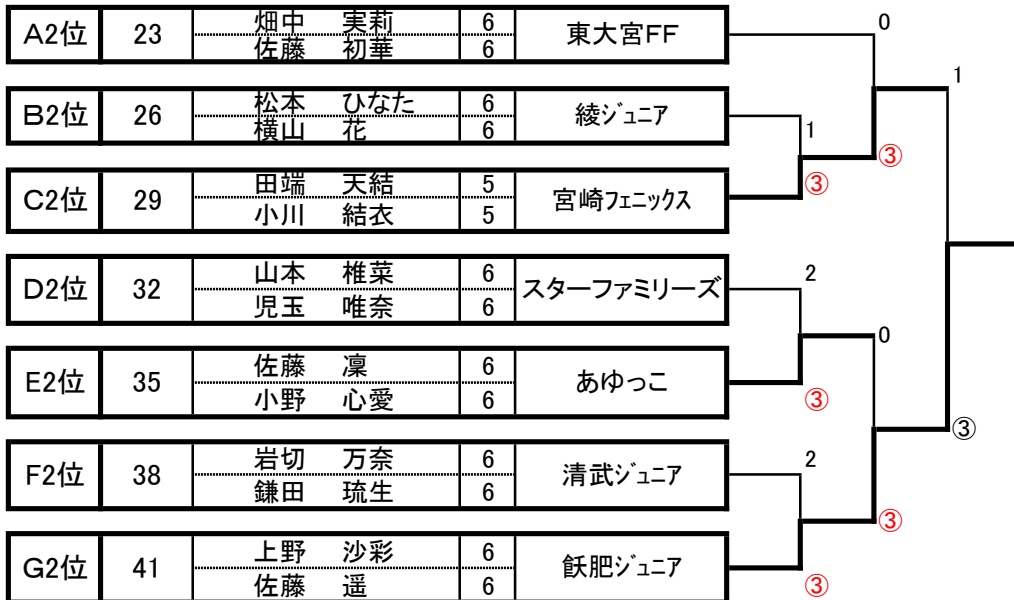 畑中 実莉 6
A2位 23 東大宮FF
佐藤 初華 6
松本 ひなた 6
B2位 26 綾ジュニア
横山 花 6
田端 天結 5
C2位 29 宮崎フェニックス
小川 結衣 5
山本 椎菜 6
D2位 32 スターファミリーズ
児玉 唯奈 6
佐藤 凜 6
E2位 35 あゆっこ
小野 心愛 6
岩切 万奈 6
F2位 38 清武ジュニア
鎌田 琉生 6
上野 沙彩 6
G2位 41 飫肥ジュニア
佐藤 遥 6
0
1
1
③
③
2
0
③
③
2
③
③